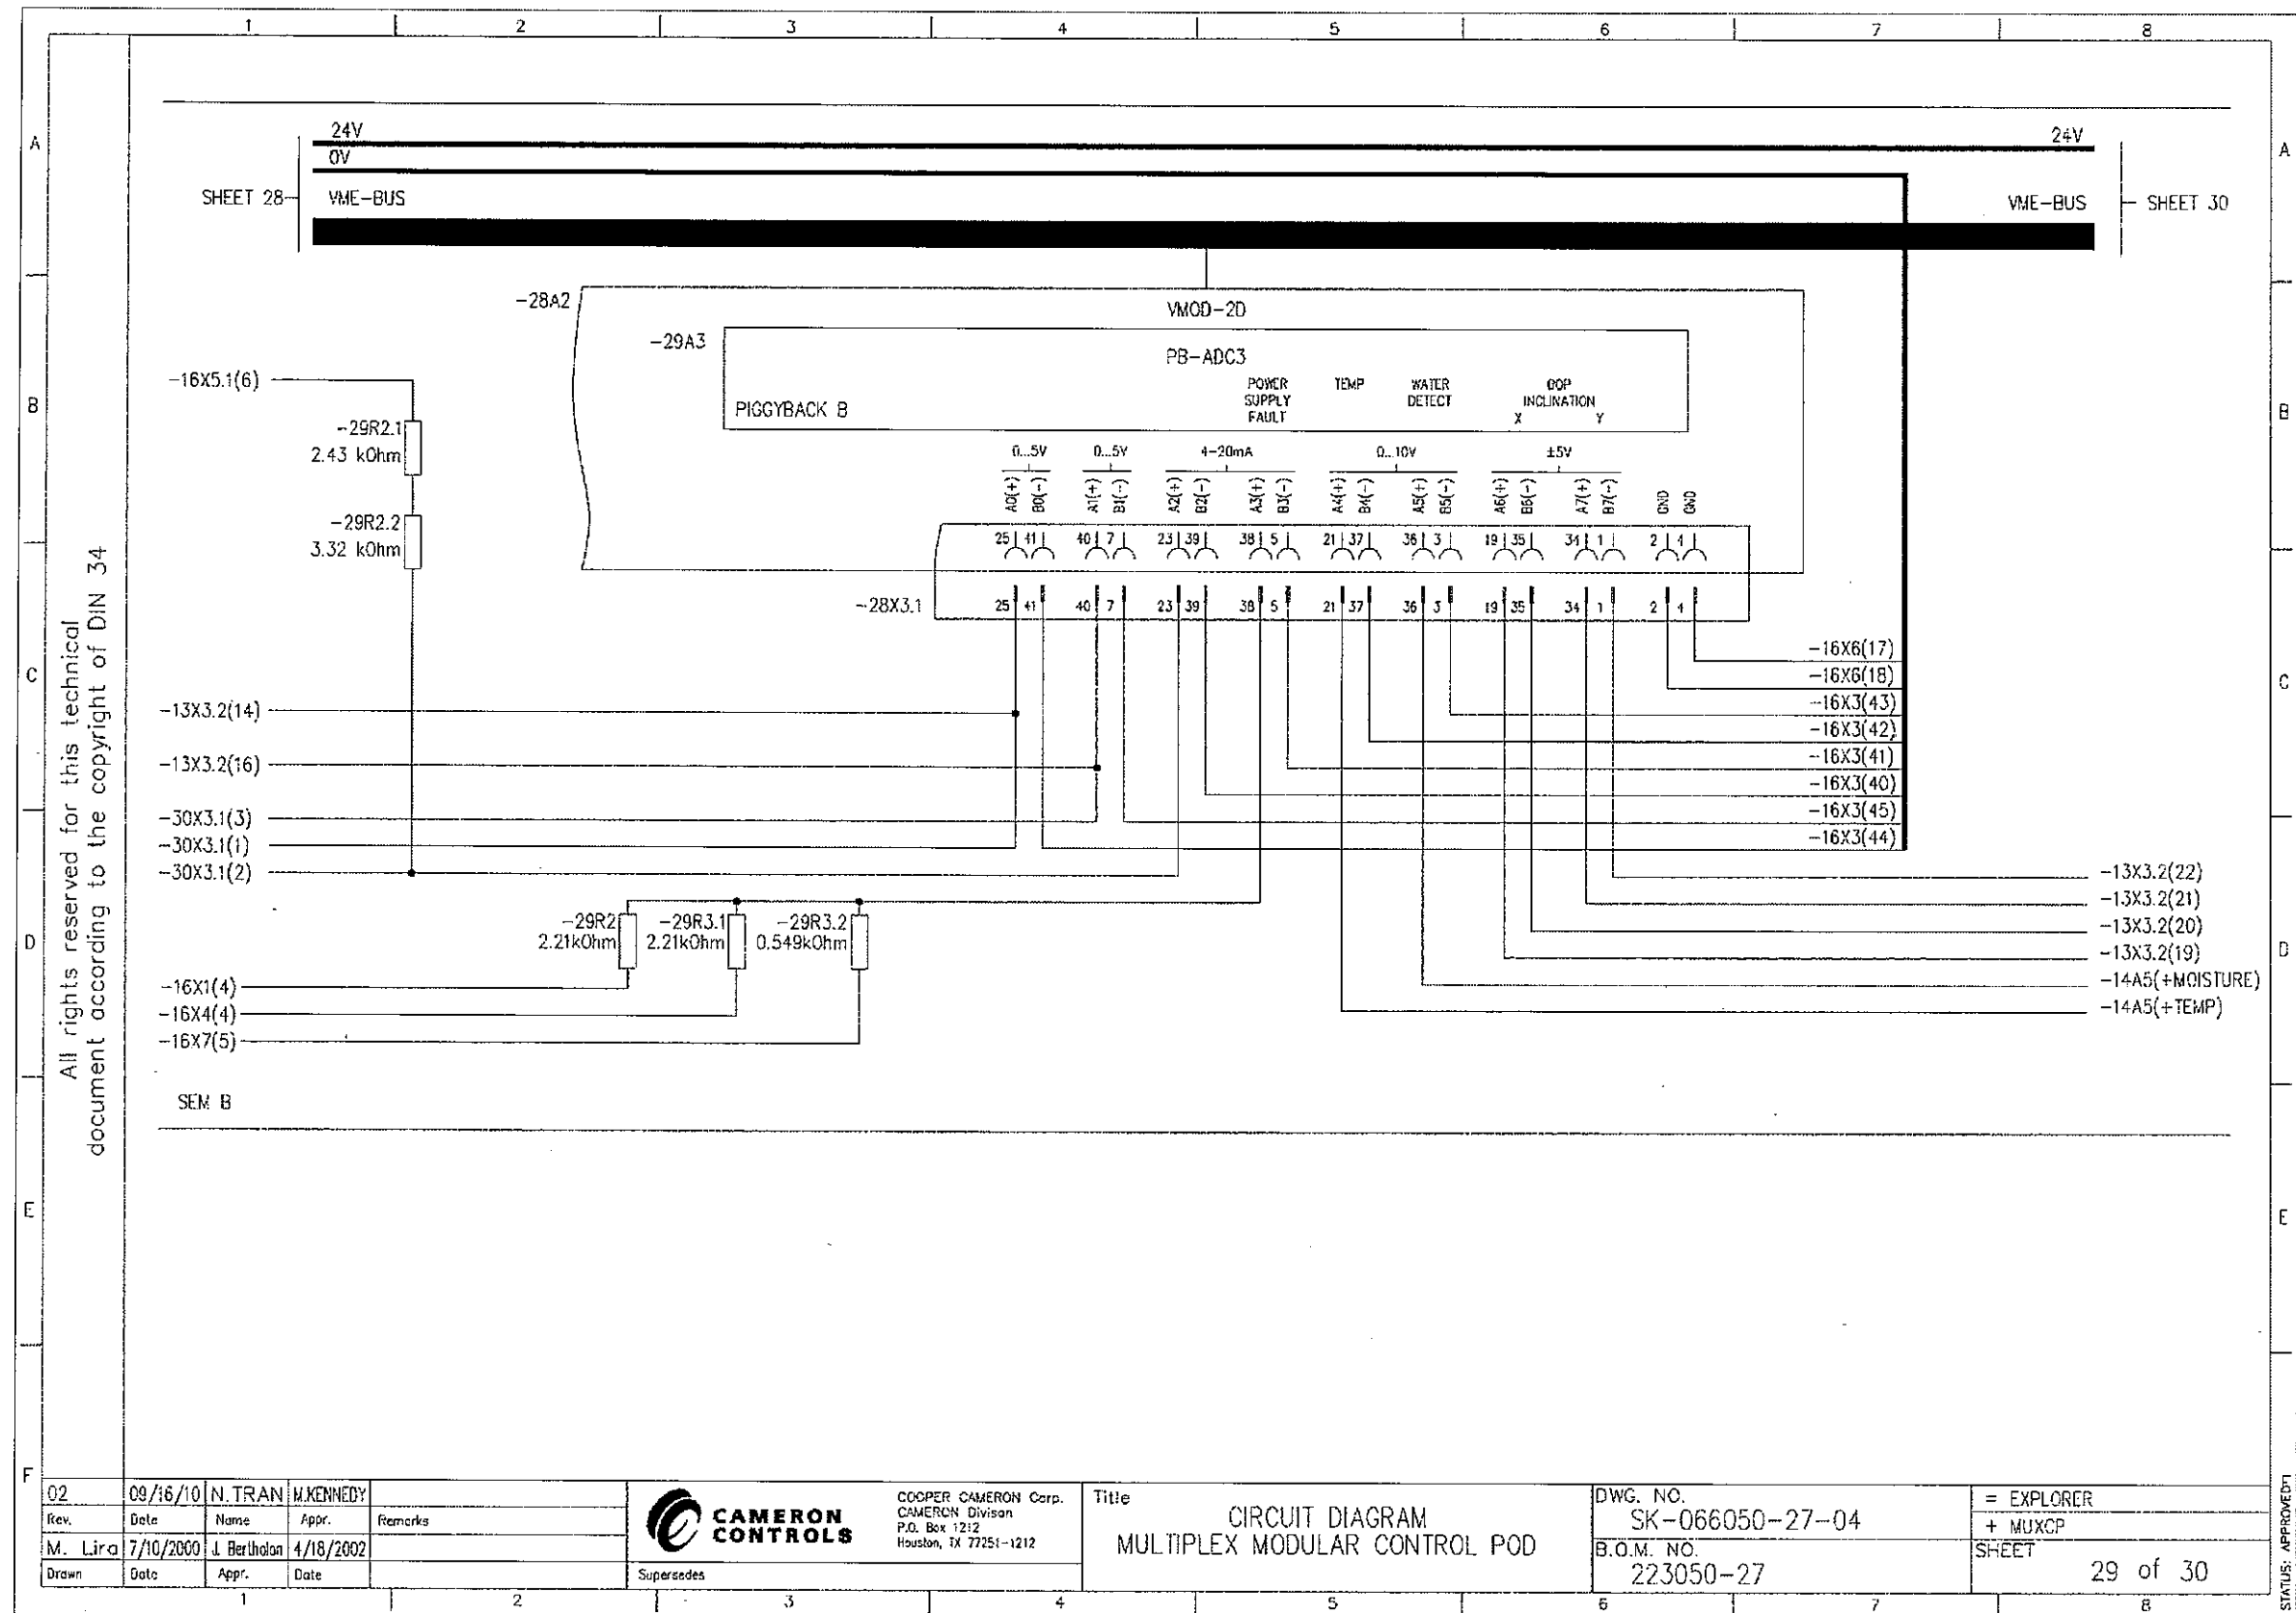 1 2 3 4 5 6 7 8
A
24V
24V
A
0V
SHEET 28
VME-BUS
VME-BUS
SHEET 30
-28A2
VMOD-2D
-29A3
PB-ADC3
-16X5.1(6)
POWER SUPPLY FAULT
TEMP
WATER DETECT
BOP INCLINATION
X Y
B
PIGGYBACK B
B
-29R2.1
2.43 kOhm
0...5V 0...5V 4-20mA 0...10V ±5V
A0(+) B0(-) A1(+) B1(-) A2(+) B2(-) A3(+) B3(-) A4(+) B4(-) A5(+) B5(-) A6(+) B6(-) A7(+) B7(-) GND GND
-29R2.2
3.32 kOhm
25 41 40 7 23 39 38 5 21 37 36 3 19 35 34 1 2 4
-28X3.1
25 41 40 7 23 39 38 5 21 37 36 3 19 35 34 1 2 4
All rights reserved for this technical
document according to the copyright of DIN 34
C
C
-16X6(17)
-16X6(18)
-16X3(43)
-16X3(42)
-16X3(41)
-16X3(40)
-16X3(45)
-16X3(44)
-13X3.2(14)
-13X3.2(16)
-30X3.1(3)
-30X3.1(1)
-30X3.1(2)
-13X3.2(22)
-13X3.2(21)
-13X3.2(20)
-13X3.2(19)
-14A5(+MOISTURE)
-14A5(+TEMP)
D
D
-29R2
2.21kOhm
-29R3.1
2.21kOhm
-29R3.2
0.549kOhm
-16X1(4)
-16X4(4)
-16X7(5)
SEM B
E
E
F
02 09/16/10 N.TRAN M.KENNEDY
Rev. Date Name Appr. Remarks
M. Lira 7/10/2000 J. Bertholon 4/18/2002
Drawn Date Appr. Date
CAMERON
CONTROLS
COOPER CAMERON Corp.
CAMERON Divison
P.O. Box 1212
Houston, TX 77251-1212
Supersedes
Title
CIRCUIT DIAGRAM
MULTIPLEX MODULAR CONTROL POD
DWG. NO.
SK-066050-27-04
B.O.M. NO.
223050-27
= EXPLORER
+ MUXCP
SHEET
29 of 30
STATUS: APPROVED
1 2 3 4 5 6 7 8